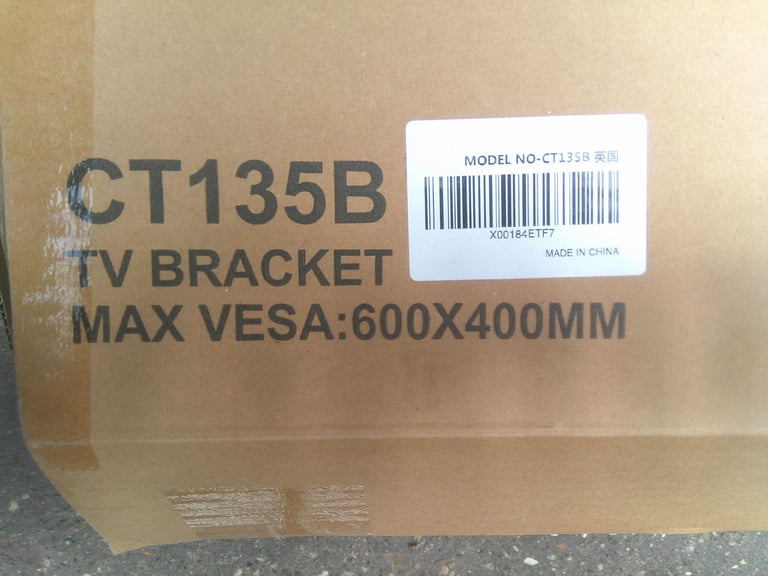 CT135B
TV BRACKET
MAX VESA:600X400MM
MODEL NO-CT135B 英国
X00184ETF7
MADE IN CHINA